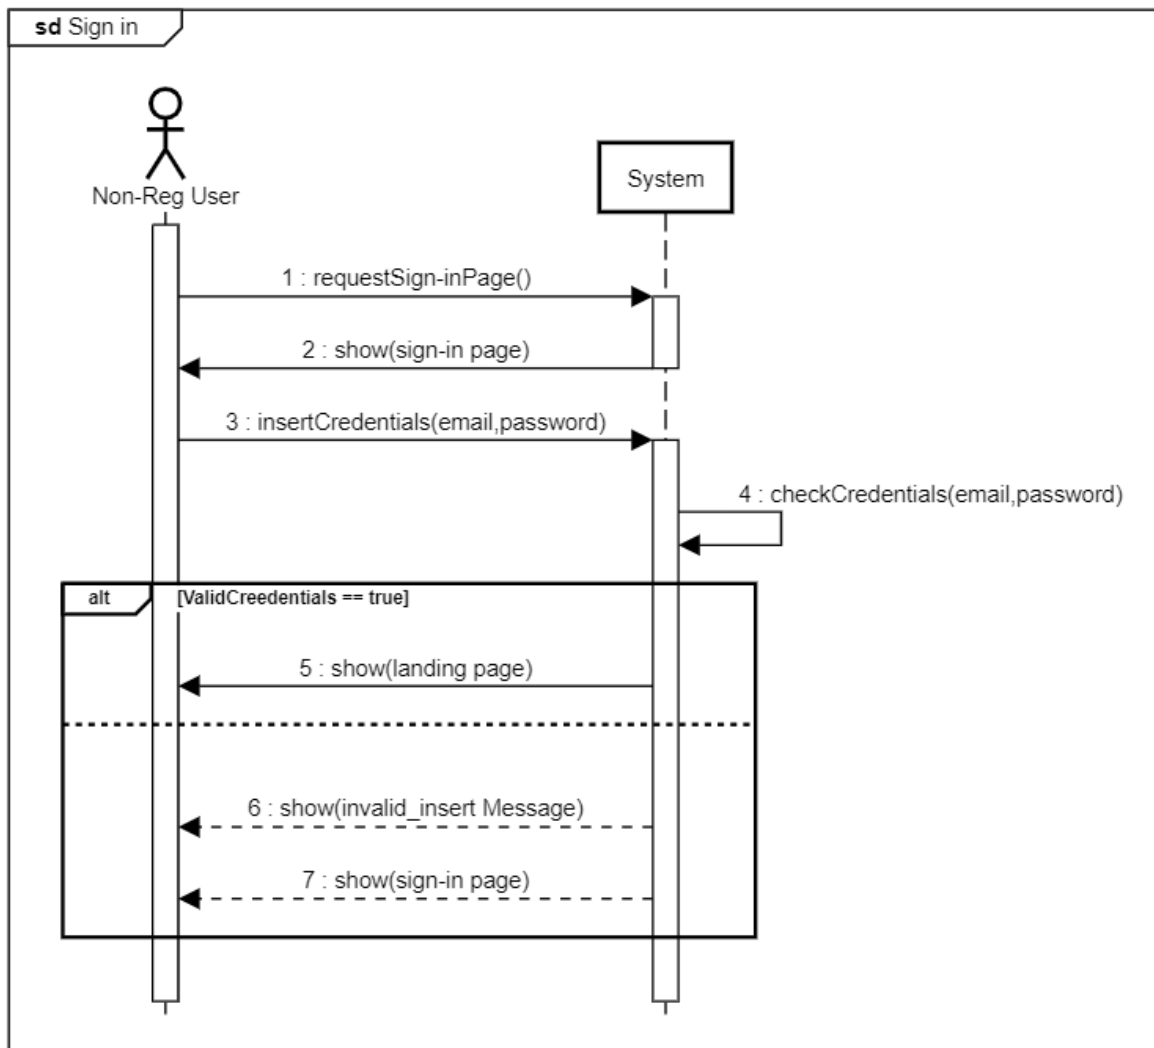 sd Sign in
Non-Reg User
System
1 : requestSign-inPage()
2 : show(sign-in page)
3 : insertCredentials(email,password)
4 : checkCredentials(email,password)
alt
[ValidCreedentials == true]
5 : show(landing page)
6 : show(invalid_insert Message)
7 : show(sign-in page)